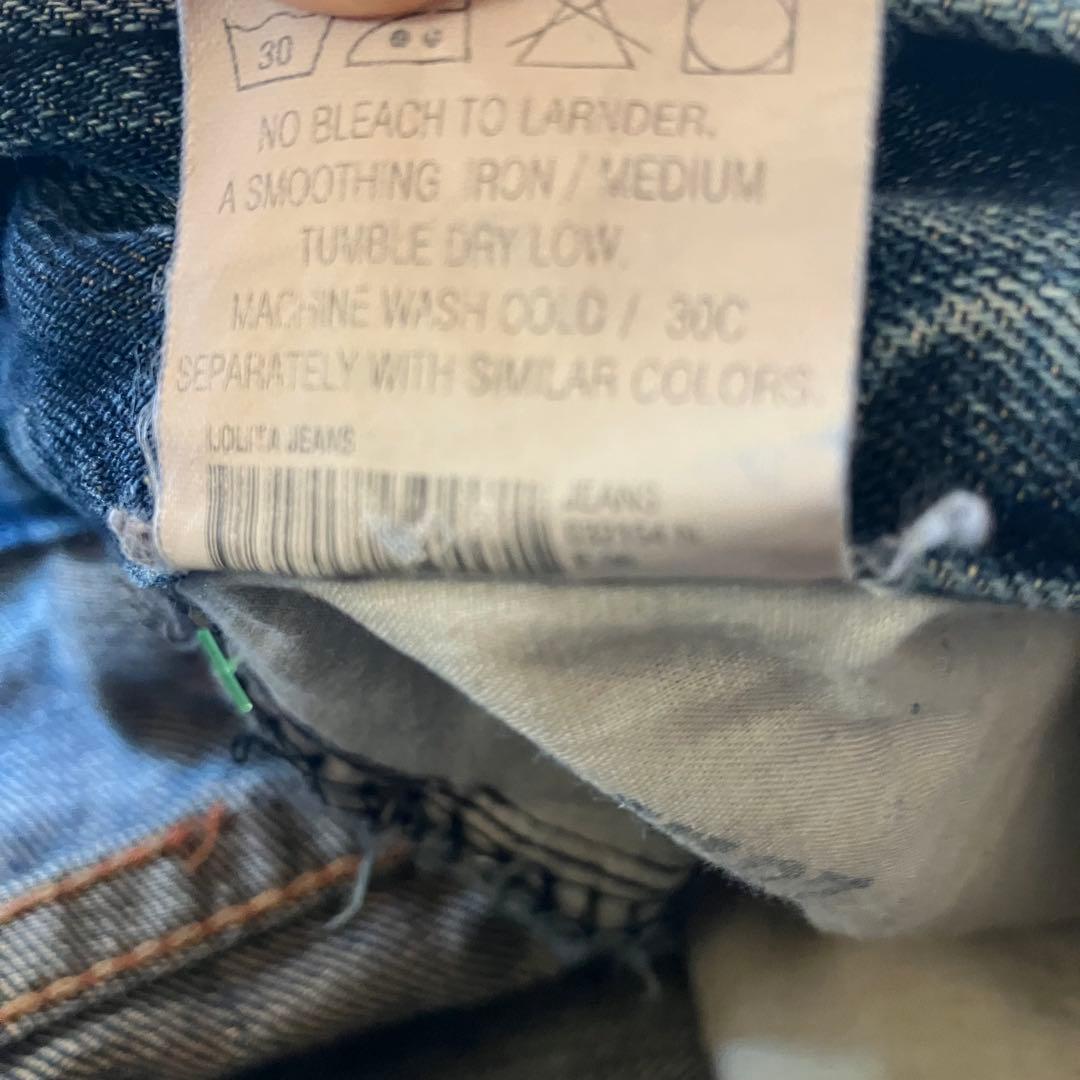 30
NO BLEACH TO LARNDER.
A SMOOTHING IRON / MEDIUM
TUMBLE DRY LOW.
MACHINE WASH COLD / 30C
SEPARATELY WITH SIMILAR COLORS.
LOLITA JEANS
JEANS